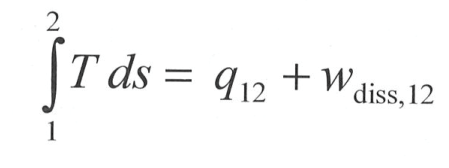 ∫₁² T ds = q₁₂ + w_diss,12